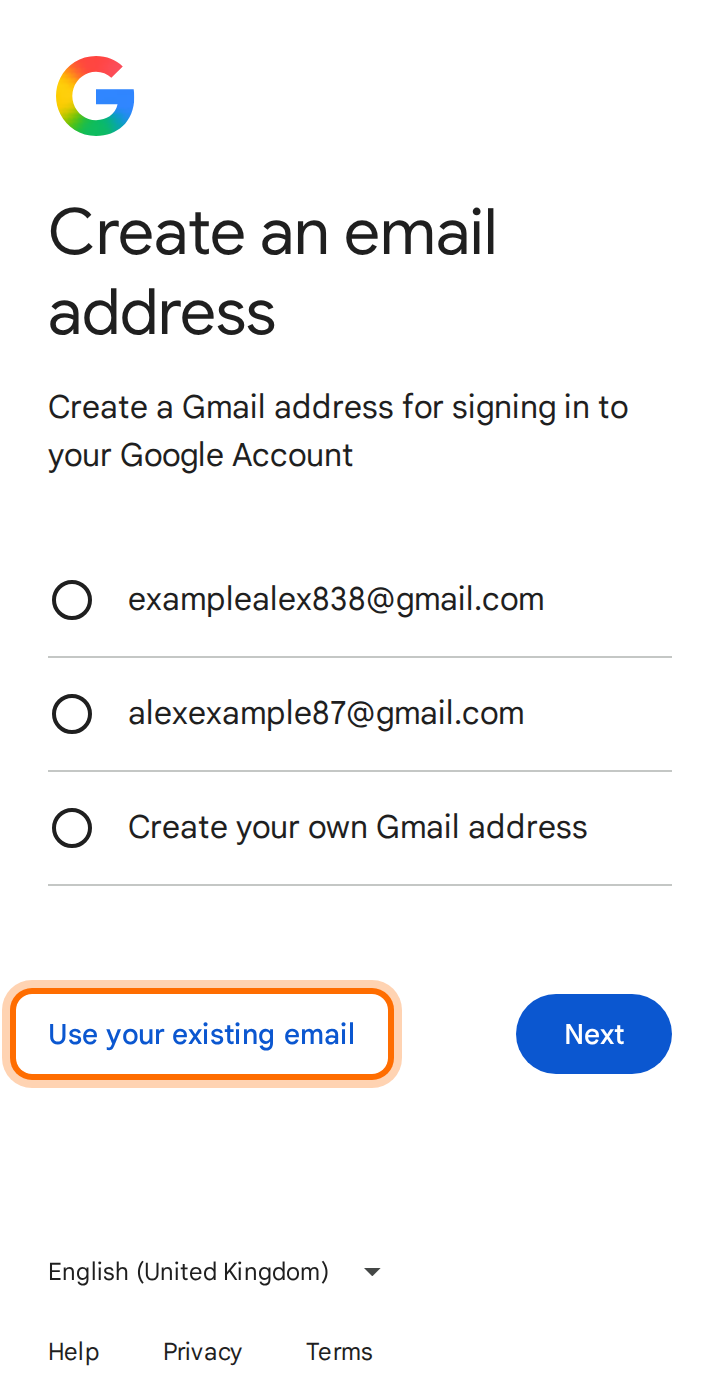 Create an email
address
Create a Gmail address for signing in to
your Google Account
examplealex838@gmail.com
alexexample87@gmail.com
Create your own Gmail address
Use your existing email
Next
English (United Kingdom)
Help
Privacy
Terms